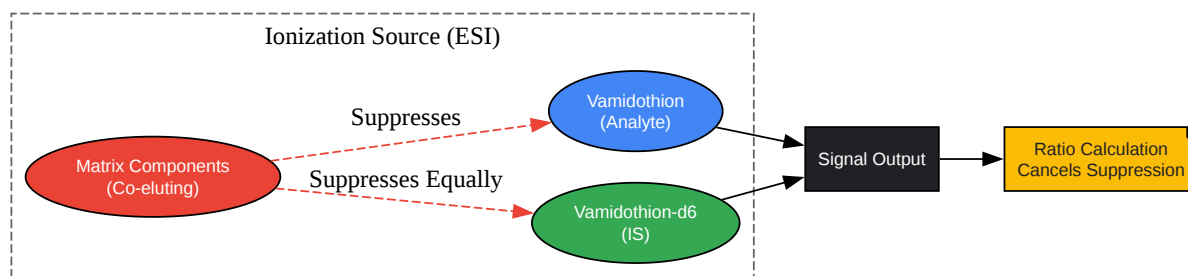 Ionization Source (ESI)
Matrix Components
(Co-eluting)
Suppresses
Suppresses Equally
Vamidothion
(Analyte)
Vamidothion-d6
(IS)
Signal Output
Ratio Calculation
Cancels Suppression